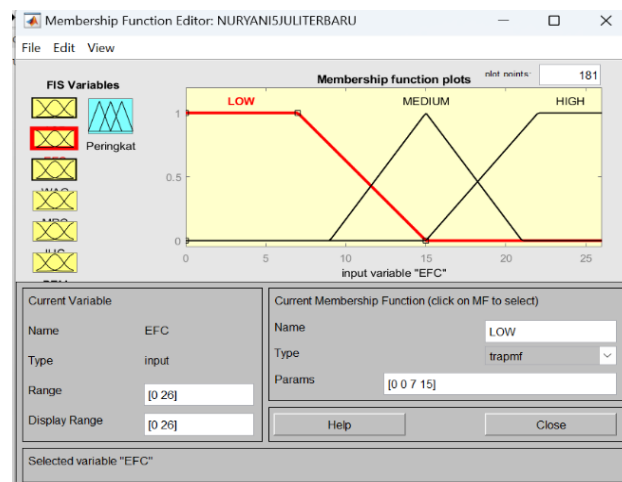 Membership Function Editor: NURYANI5JULITERBARU
File Edit View
FIS Variables
Peringkat
Membership function plots
plot points:
181
LOW
MEDIUM
HIGH
1
0.5
0
0
5
10
15
20
25
input variable "EFC"
Current Variable
Name EFC
Type input
Range [0 26]
Display Range [0 26]
Current Membership Function (click on MF to select)
Name LOW
Type trapmf
Params [0 0 7 15]
Help
Close
Selected variable "EFC"